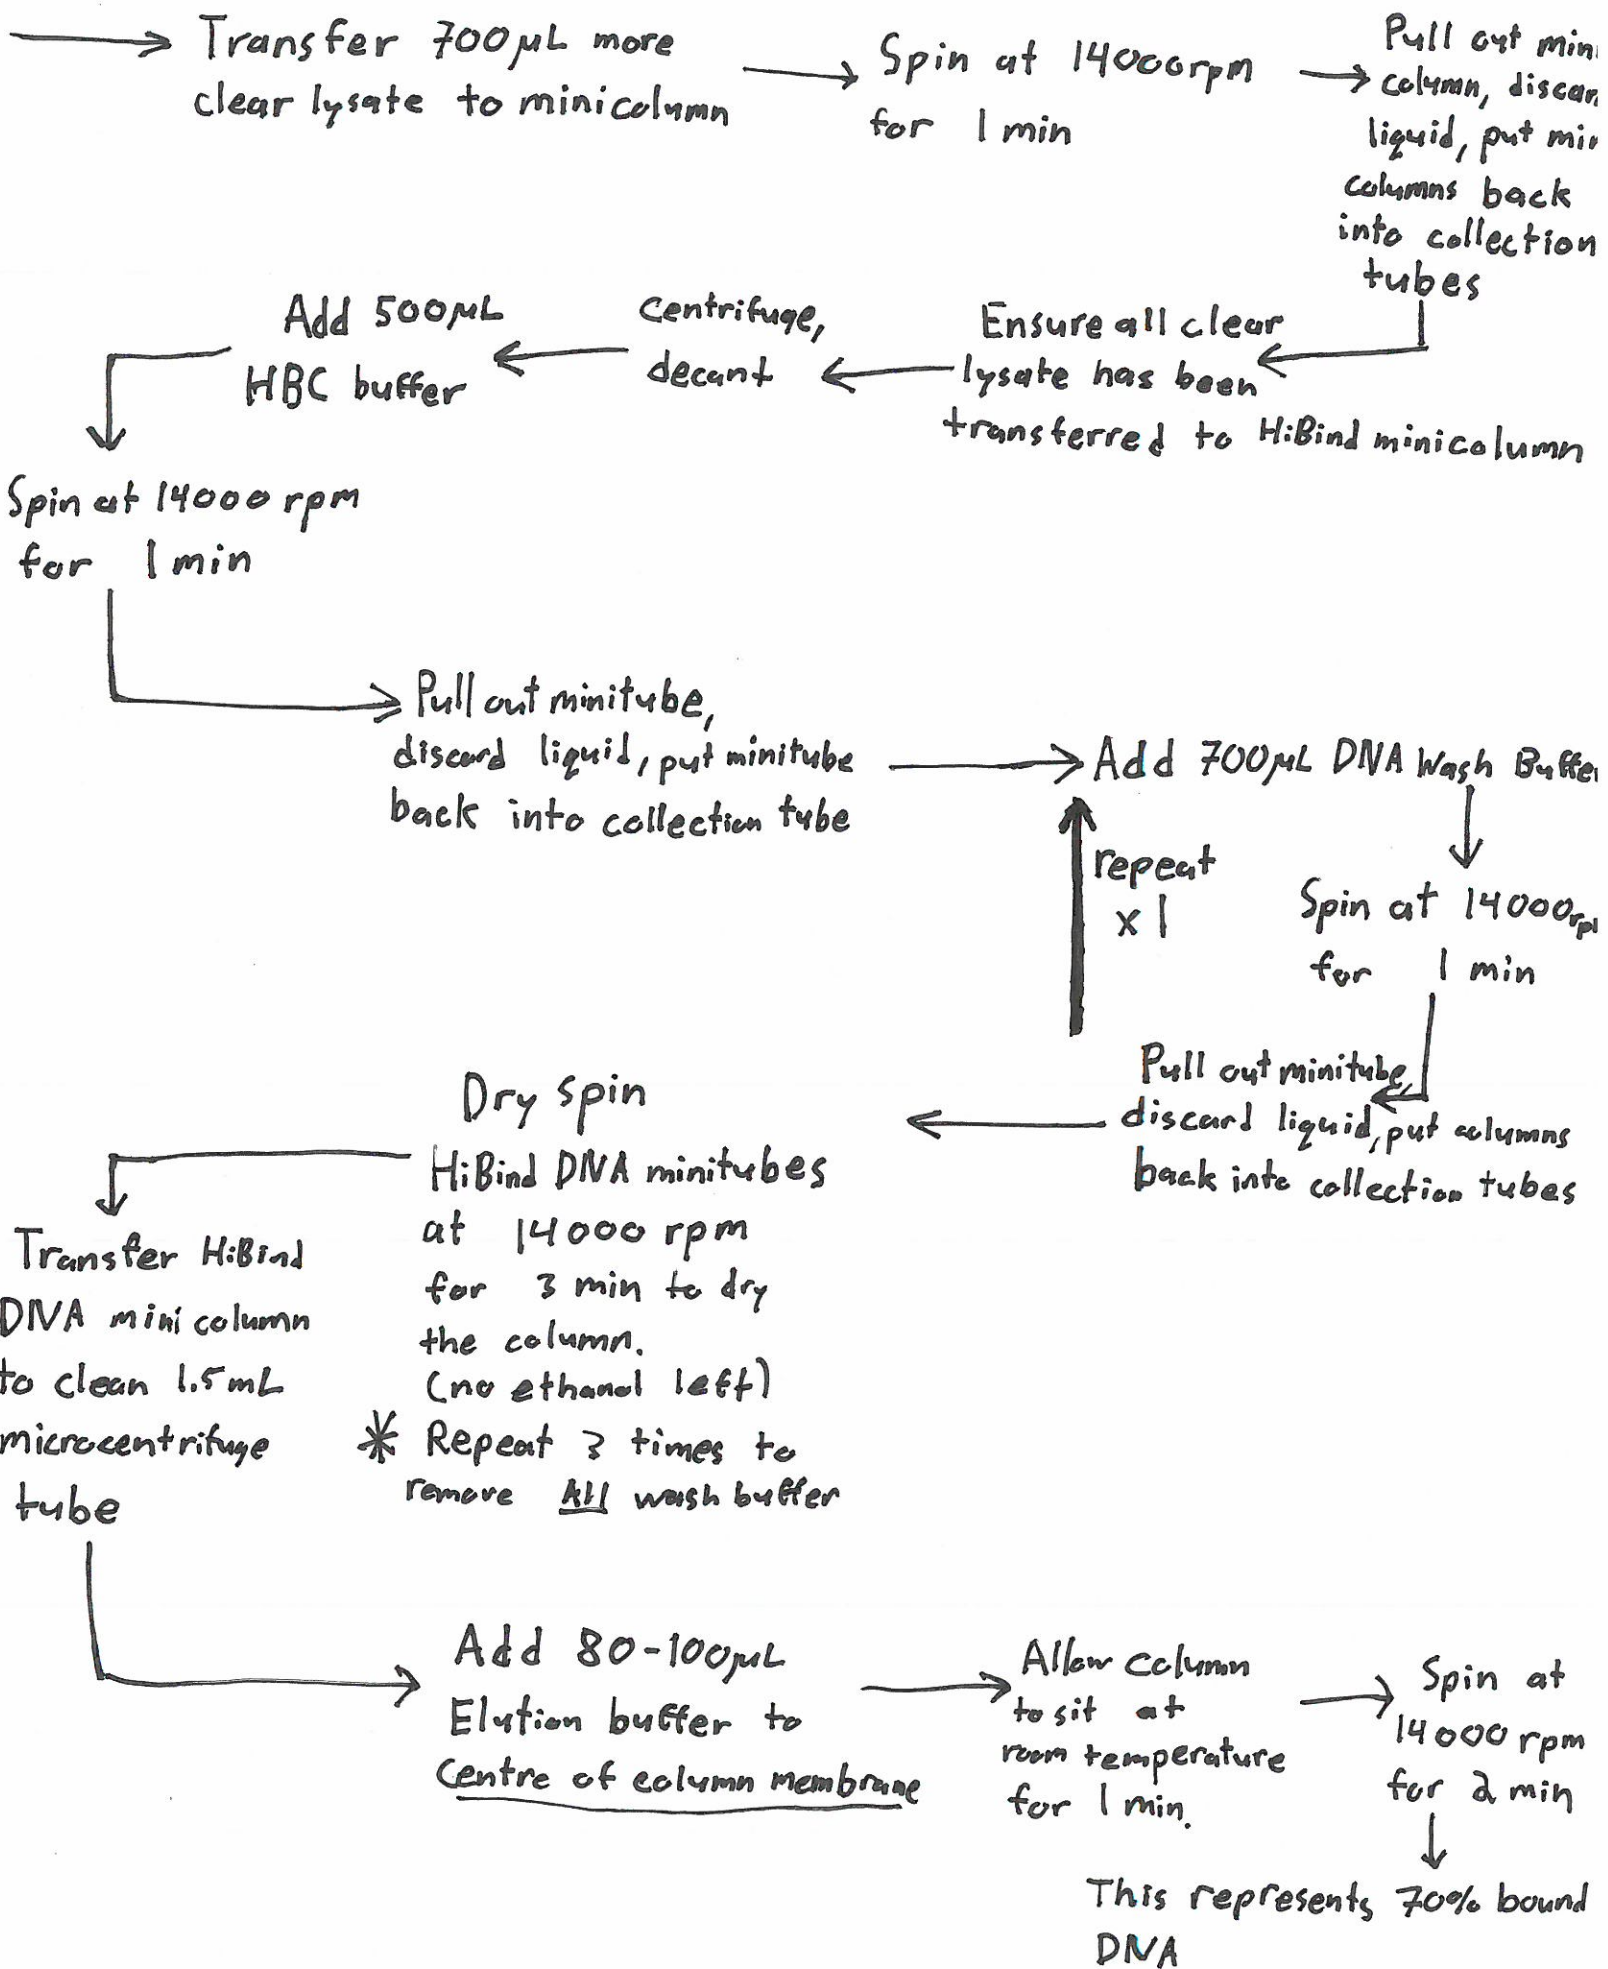 Transfer 700μL more
clear lysate to minicolumn
Spin at 14000rpm
for 1 min
Pull out mini
column, discar
liquid, put min
columns back
into collection
tubes
Ensure all clear
lysate has been
transferred to HiBind minicolumn
Centrifuge,
decant
Add 500μL
HBC buffer
Spin at 14000 rpm
for 1 min
Pull out minitube,
discard liquid, put minitube
back into collection tube
Add 700μL DNA Wash Buffer
Spin at 14000rpm
for 1 min
Pull out minitube,
discard liquid, put columns
back into collection tubes
repeat
x 1
Dry spin
HiBind DNA minitubes
at 14000 rpm
for 3 min to dry
the column.
(no ethanol left)
* Repeat 3 times to
remove All wash buffer
Transfer HiBind
DNA mini column
to clean 1.5mL
microcentrifuge
tube
Add 80-100μL
Elution buffer to
Centre of column membrane
Allow column
to sit at
room temperature
for 1 min.
Spin at
14000 rpm
for 2 min
This represents 70% bound
DNA